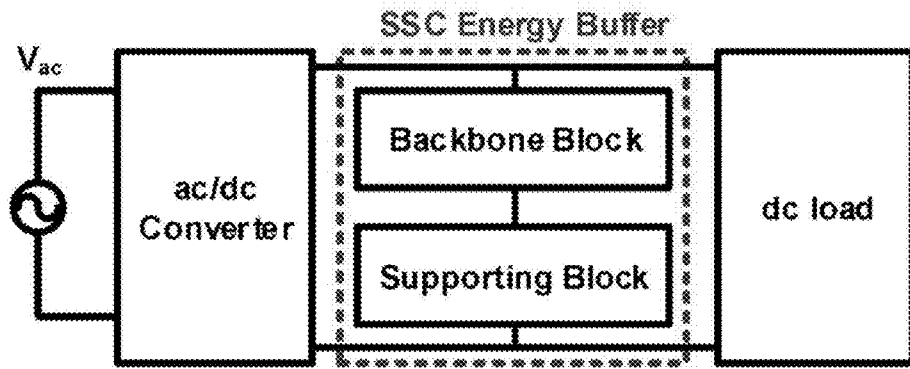 SSC Energy Buffer
Vac
Backbone Block
ac/dc
Converter
dc load
Supporting Block